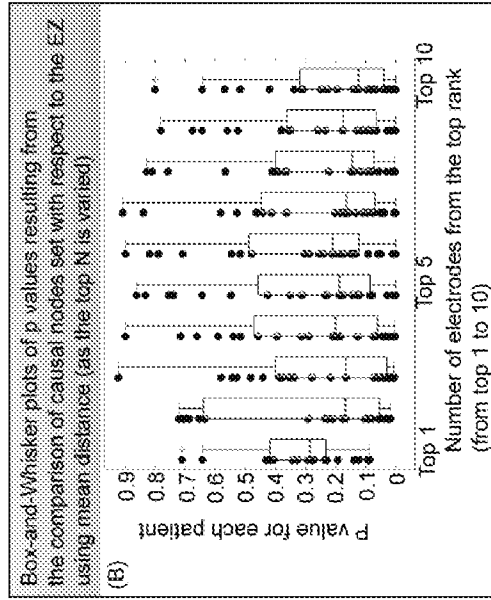 Box-and-Whisker plots of p values resulting from
the comparison of causal nodes set with respect to the EZ
using mean distance (as the top N is varied)
(B)
P value for each patient
0.9
0.8
0.7
0.6
0.5
0.4
0.3
0.2
0.1
0
Top 1
Top 5
Top 10
Number of electrodes from the top rank
(from top 1 to 10)